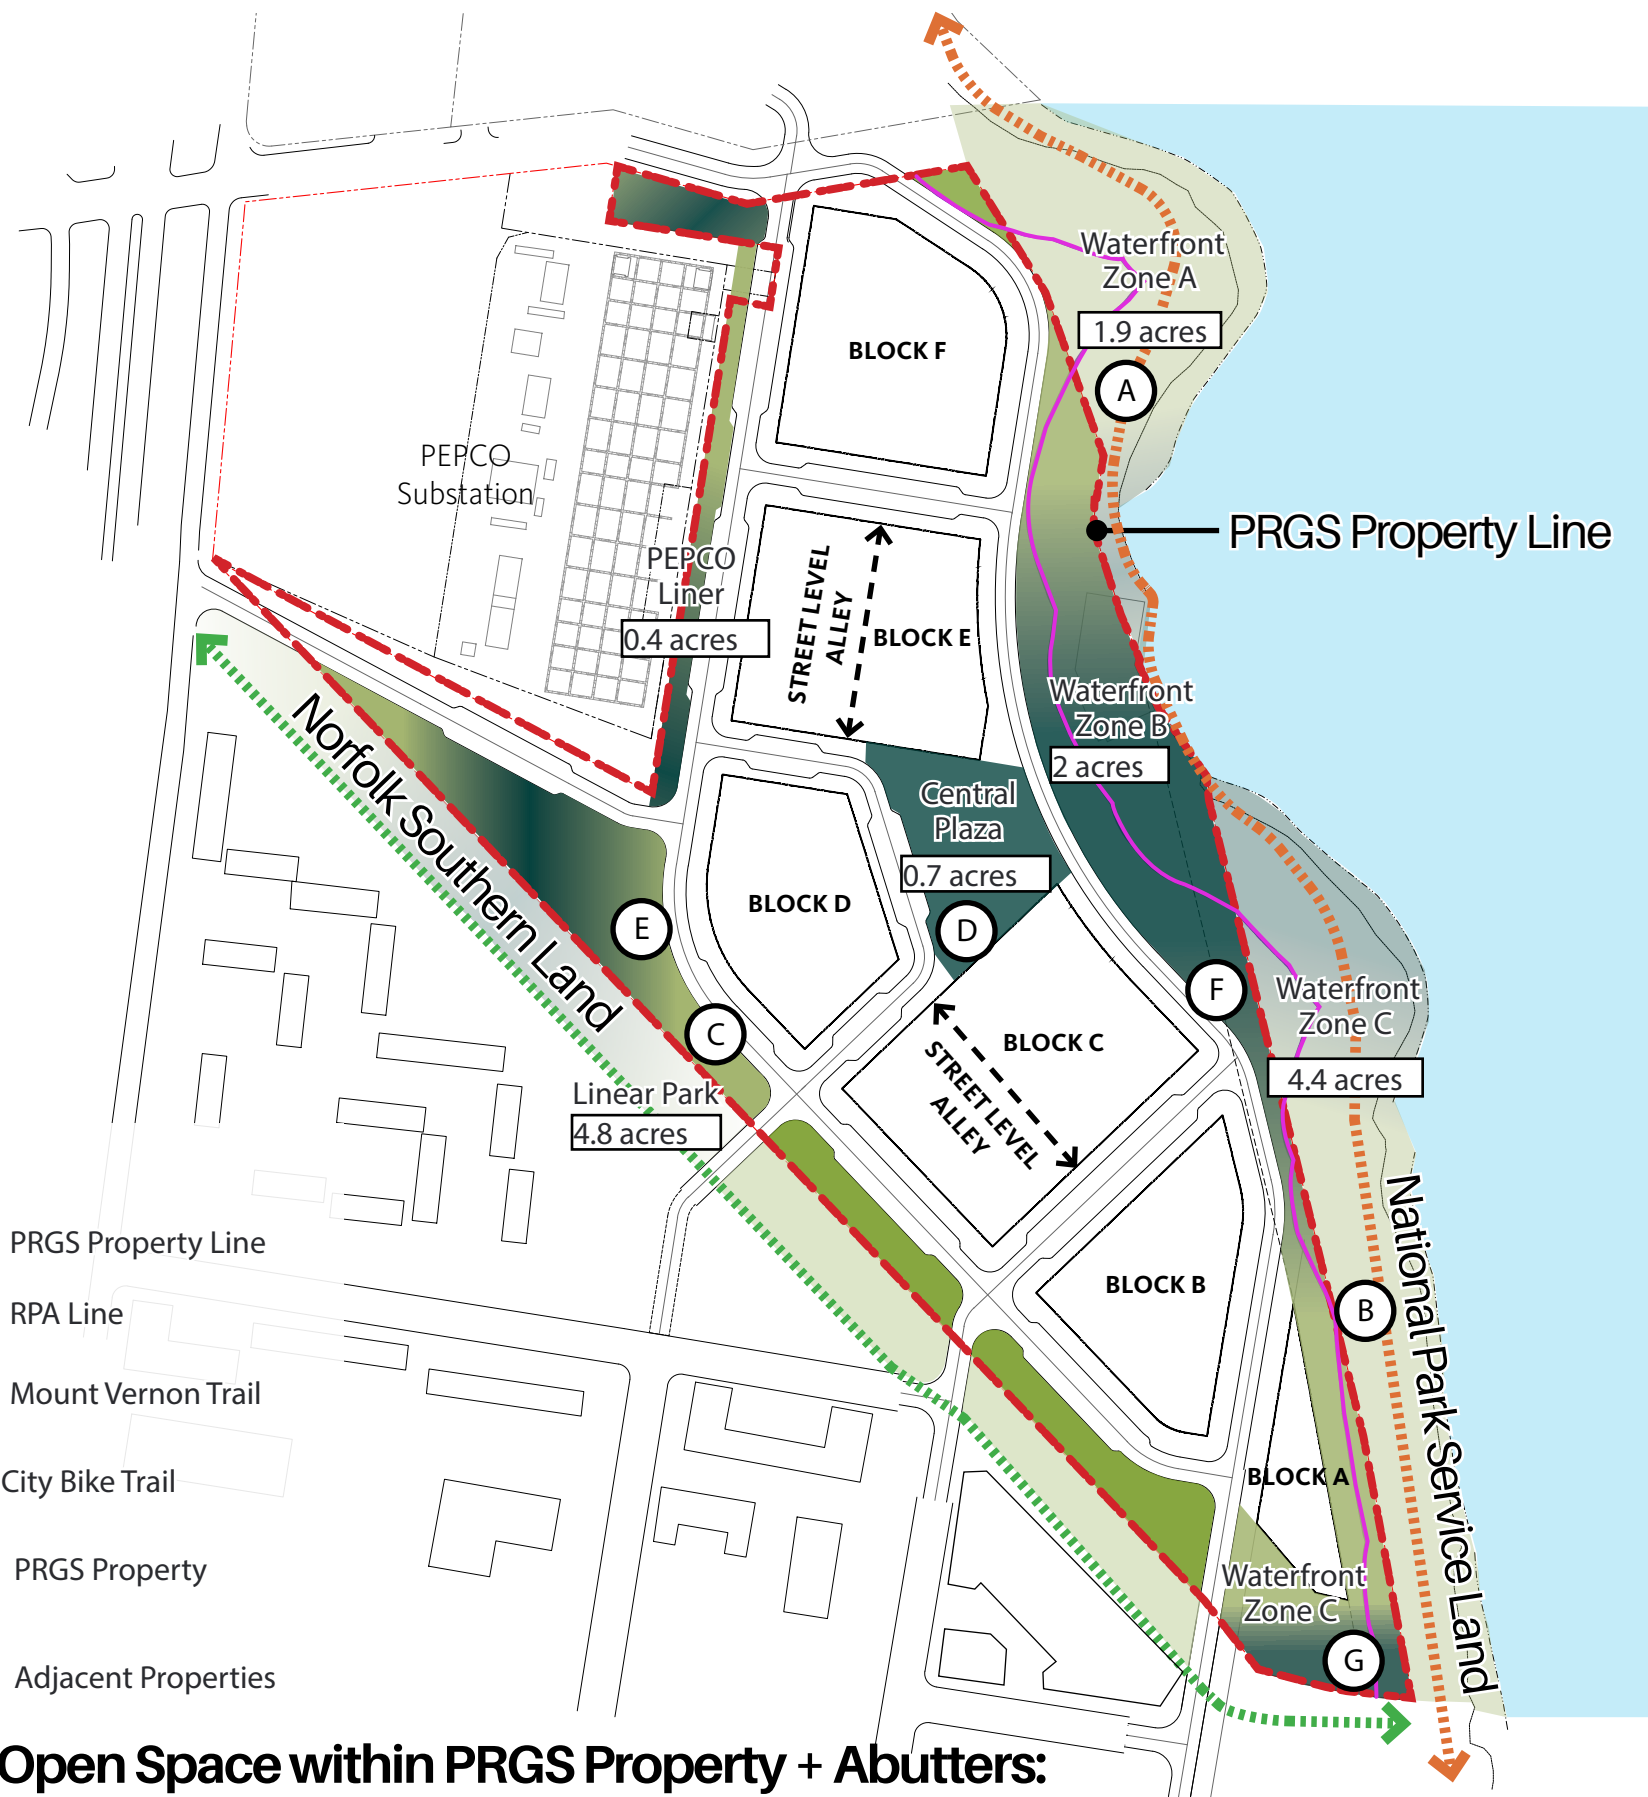 Waterfront
Zone A
1.9 acres
A
BLOCK F
PEPCO
Substation
PRGS Property Line
PEPCO
Liner
0.4 acres
STREET LEVEL
ALLEY
BLOCK E
Waterfront
Zone B
2 acres
Norfolk Southern Land
Central
Plaza
0.7 acres
BLOCK D
E
D
F
Waterfront
Zone C
4.4 acres
C
BLOCK C
STREET LEVEL
ALLEY
Linear Park
4.8 acres
National Park Service Land
PRGS Property Line
RPA Line
BLOCK B
B
Mount Vernon Trail
City Bike Trail
BLOCK A
PRGS Property
Waterfront
Zone C
G
Adjacent Properties
Open Space within PRGS Property + Abutters: